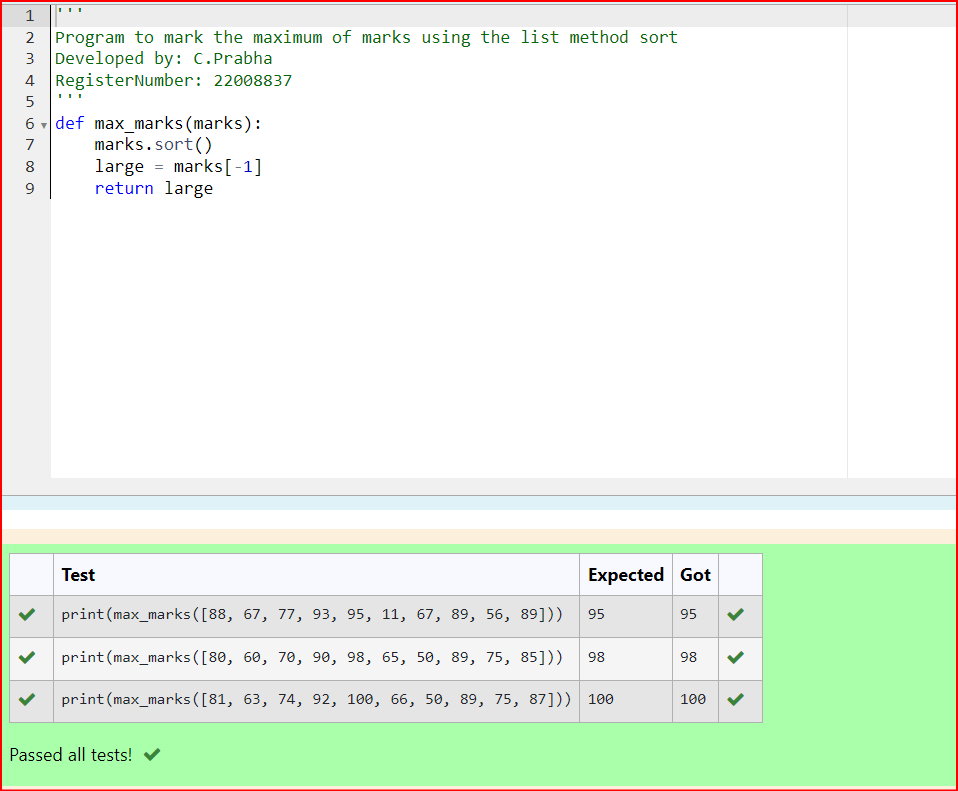 1 '''
2 Program to mark the maximum of marks using the list method sort
3 Developed by: C.Prabha
4 RegisterNumber: 22008837
5 '''
6 def max_marks(marks):
7     marks.sort()
8     large = marks[-1]
9     return large
Test Expected Got
print(max_marks([88, 67, 77, 93, 95, 11, 67, 89, 56, 89])) 95 95
print(max_marks([80, 60, 70, 90, 98, 65, 50, 89, 75, 85])) 98 98
print(max_marks([81, 63, 74, 92, 100, 66, 50, 89, 75, 87])) 100 100
Passed all tests!